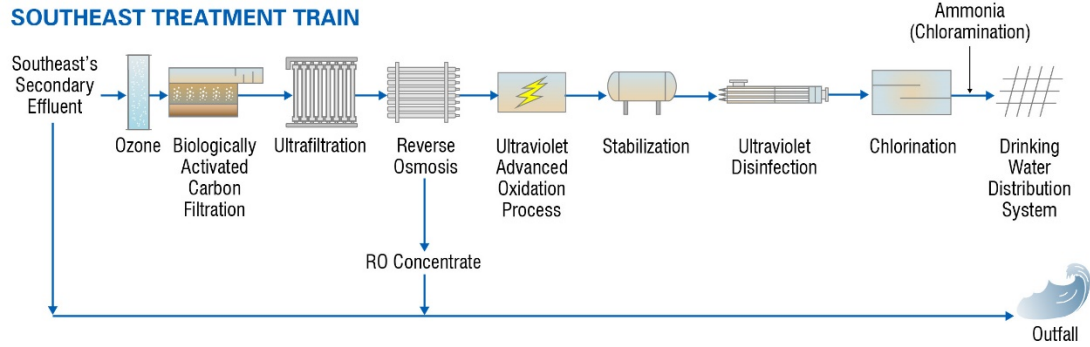 SOUTHEAST TREATMENT TRAIN
Ammonia
(Chloramination)
Southeast's
Secondary
Effluent
Ozone
Biologically
Activated
Carbon
Filtration
Ultrafiltration
Reverse
Osmosis
Ultraviolet
Advanced
Oxidation
Process
Stabilization
Ultraviolet
Disinfection
Chlorination
Drinking
Water
Distribution
System
RO Concentrate
Outfall